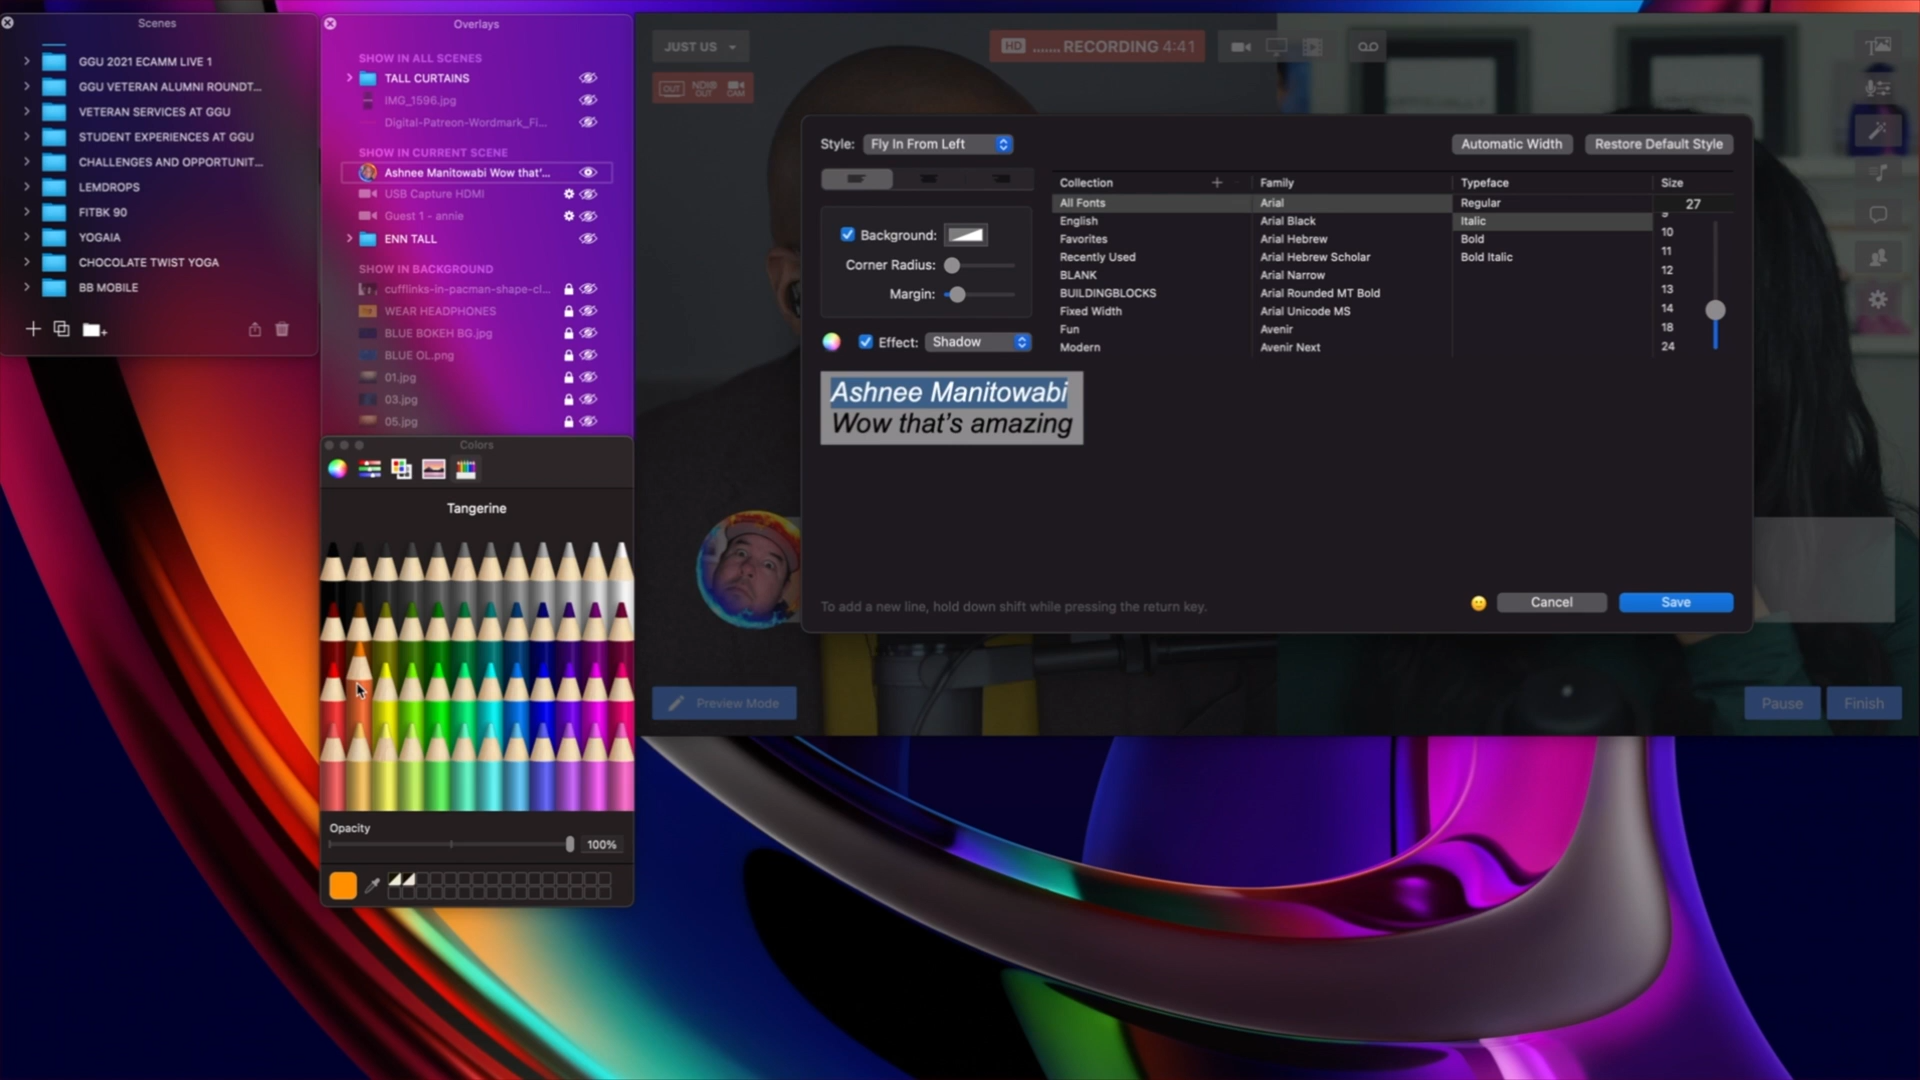 Scenes
GGU 2021 ECAMM LIVE 1
GGU VETERAN ALUMNI ROUNDT...
VETERAN SERVICES AT GGU
STUDENT EXPERIENCES AT GGU
CHALLENGES AND OPPORTUNIT...
LEMDROPS
FITBK 90
YOGAIA
CHOCOLATE TWIST YOGA
BB MOBILE
Overlays
SHOW IN ALL SCENES
TALL CURTAINS
IMG_1596.jpg
Digital-Patreon-Wordmark_Fi...
SHOW IN CURRENT SCENE
Ashnee Manitowabi Wow that'...
USB Capture HDMI
Guest 1 - annie
ENN TALL
SHOW IN BACKGROUND
cufflinks-in-pacman-shape-cl...
WEAR HEADPHONES
BLUE BOKEH BG.jpg
BLUE OL.png
01.jpg
03.jpg
05.jpg
Colors
Tangerine
Opacity
100%
JUST US
HD ...... RECORDING 4:41
OUT NDI OUT CAM
Style: Fly In From Left
Automatic Width
Restore Default Style
Background:
Corner Radius:
Margin:
Effect: Shadow
Collection
All Fonts
English
Favorites
Recently Used
BLANK
BUILDINGBLOCKS
Fixed Width
Fun
Modern
Family
Arial
Arial Black
Arial Hebrew
Arial Hebrew Scholar
Arial Narrow
Arial Rounded MT Bold
Arial Unicode MS
Avenir
Avenir Next
Typeface
Regular
Italic
Bold
Bold Italic
Size
27
9
10
11
12
13
14
18
24
Ashnee Manitowabi
Wow that's amazing
To add a new line, hold down shift while pressing the return key.
Cancel
Save
Preview Mode
Pause
Finish